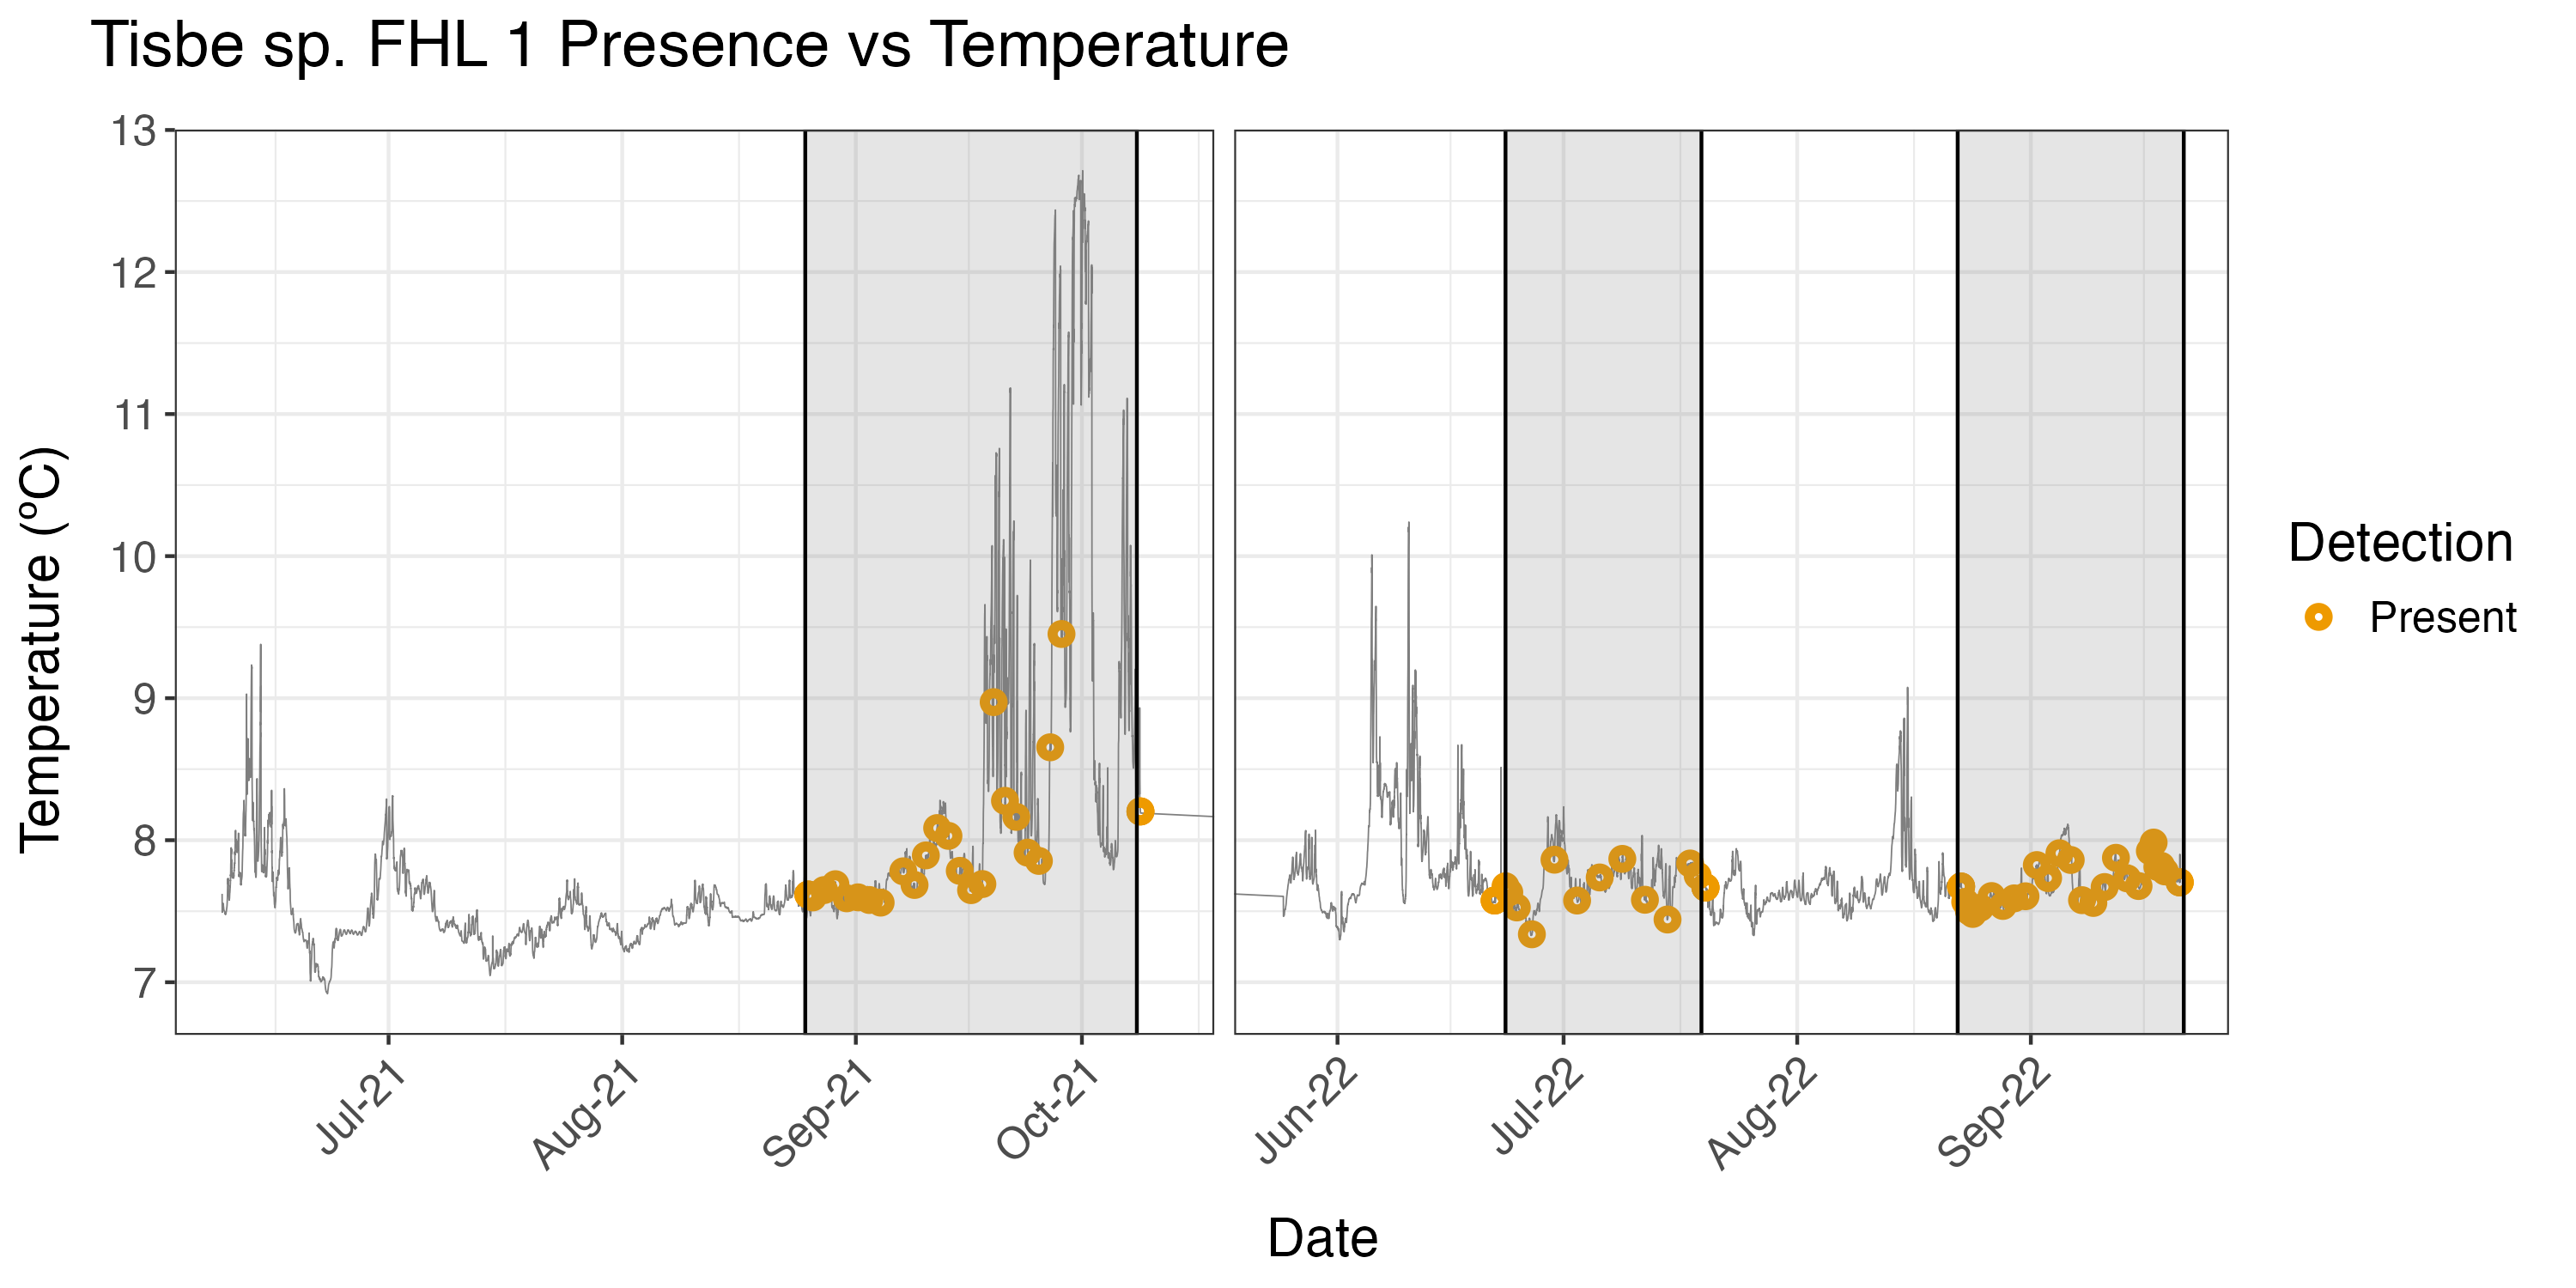 Tisbe sp. FHL 1 Presence vs Temperature
13
12
11
10
9
8
7
Temperature (ºC)
Jul-21
Aug-21
Sep-21
Oct-21
Jun-22
Jul-22
Aug-22
Sep-22
Date
Detection
Present